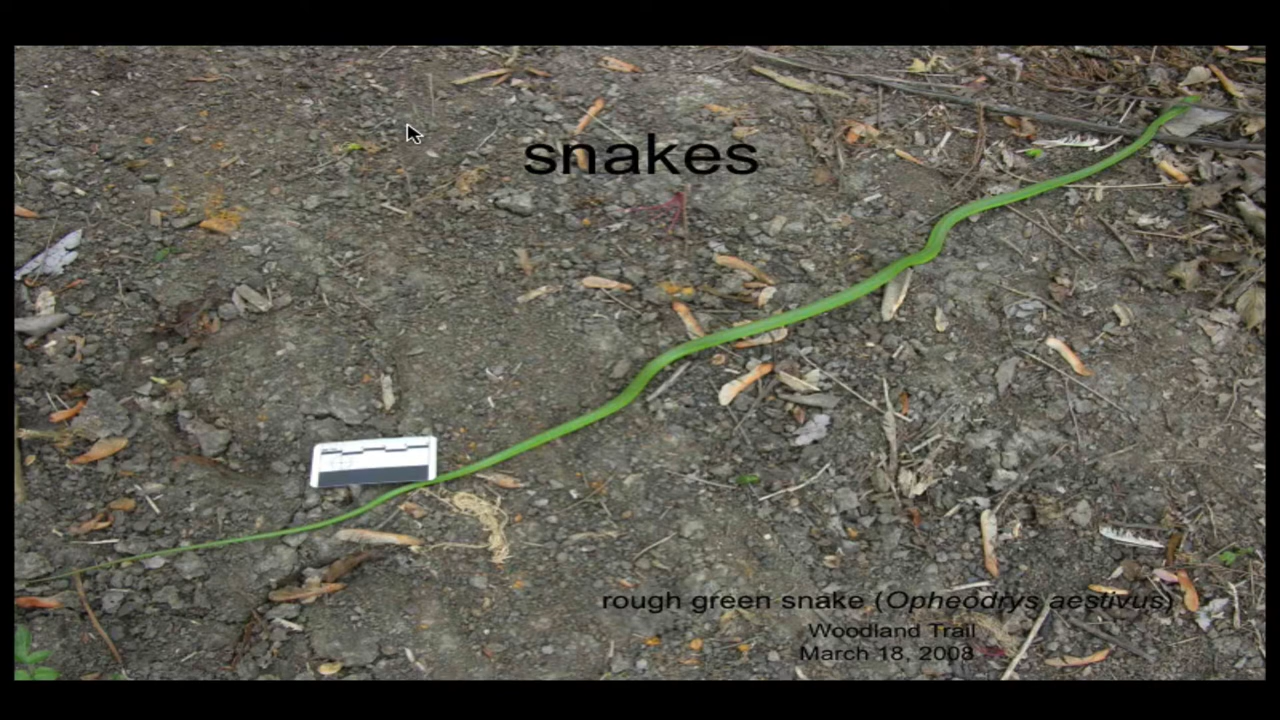 snakes
rough green snake (Opheodrys aestivus)
Woodland Trail
March 18, 2008